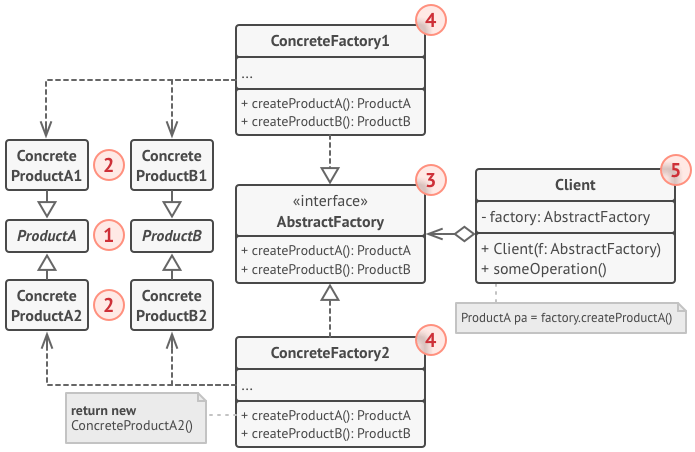 ConcreteFactory1
4
...
+ createProductA(): ProductA
+ createProductB(): ProductB
Concrete
ProductA1
2
Concrete
ProductB1
ProductA
1
ProductB
Concrete
ProductA2
2
Concrete
ProductB2
«interface»
AbstractFactory
3
+ createProductA(): ProductA
+ createProductB(): ProductB
Client
5
- factory: AbstractFactory
+ Client(f: AbstractFactory)
+ someOperation()
ProductA pa = factory.createProductA()
ConcreteFactory2
4
...
+ createProductA(): ProductA
+ createProductB(): ProductB
return new
ConcreteProductA2()